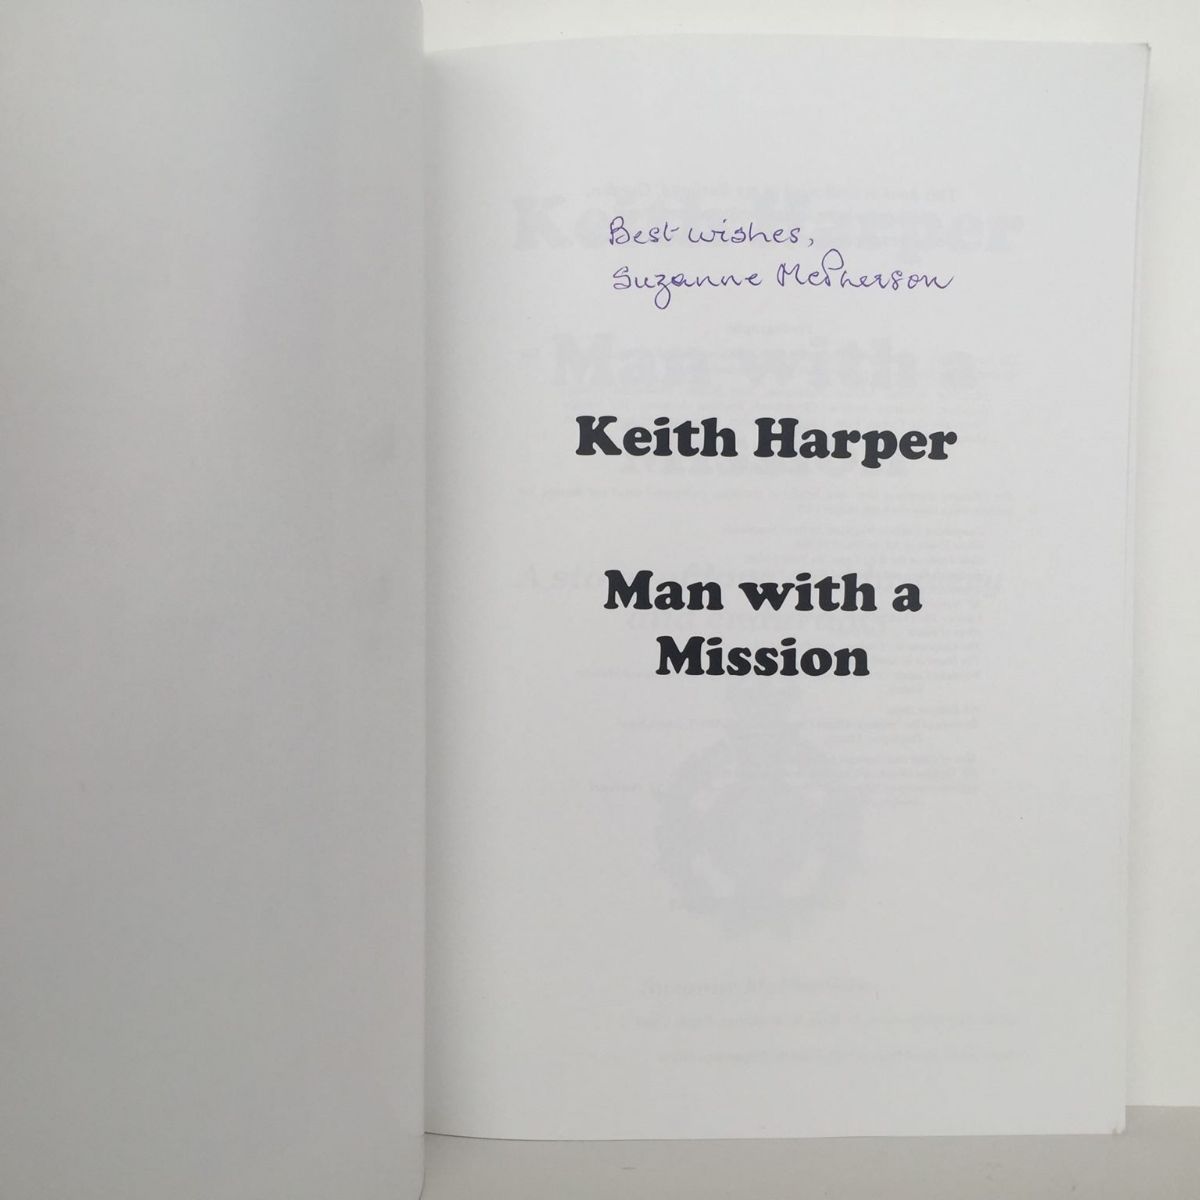 Best wishes,
Suzanne McPherson
Keith Harper
Man with a
Mission